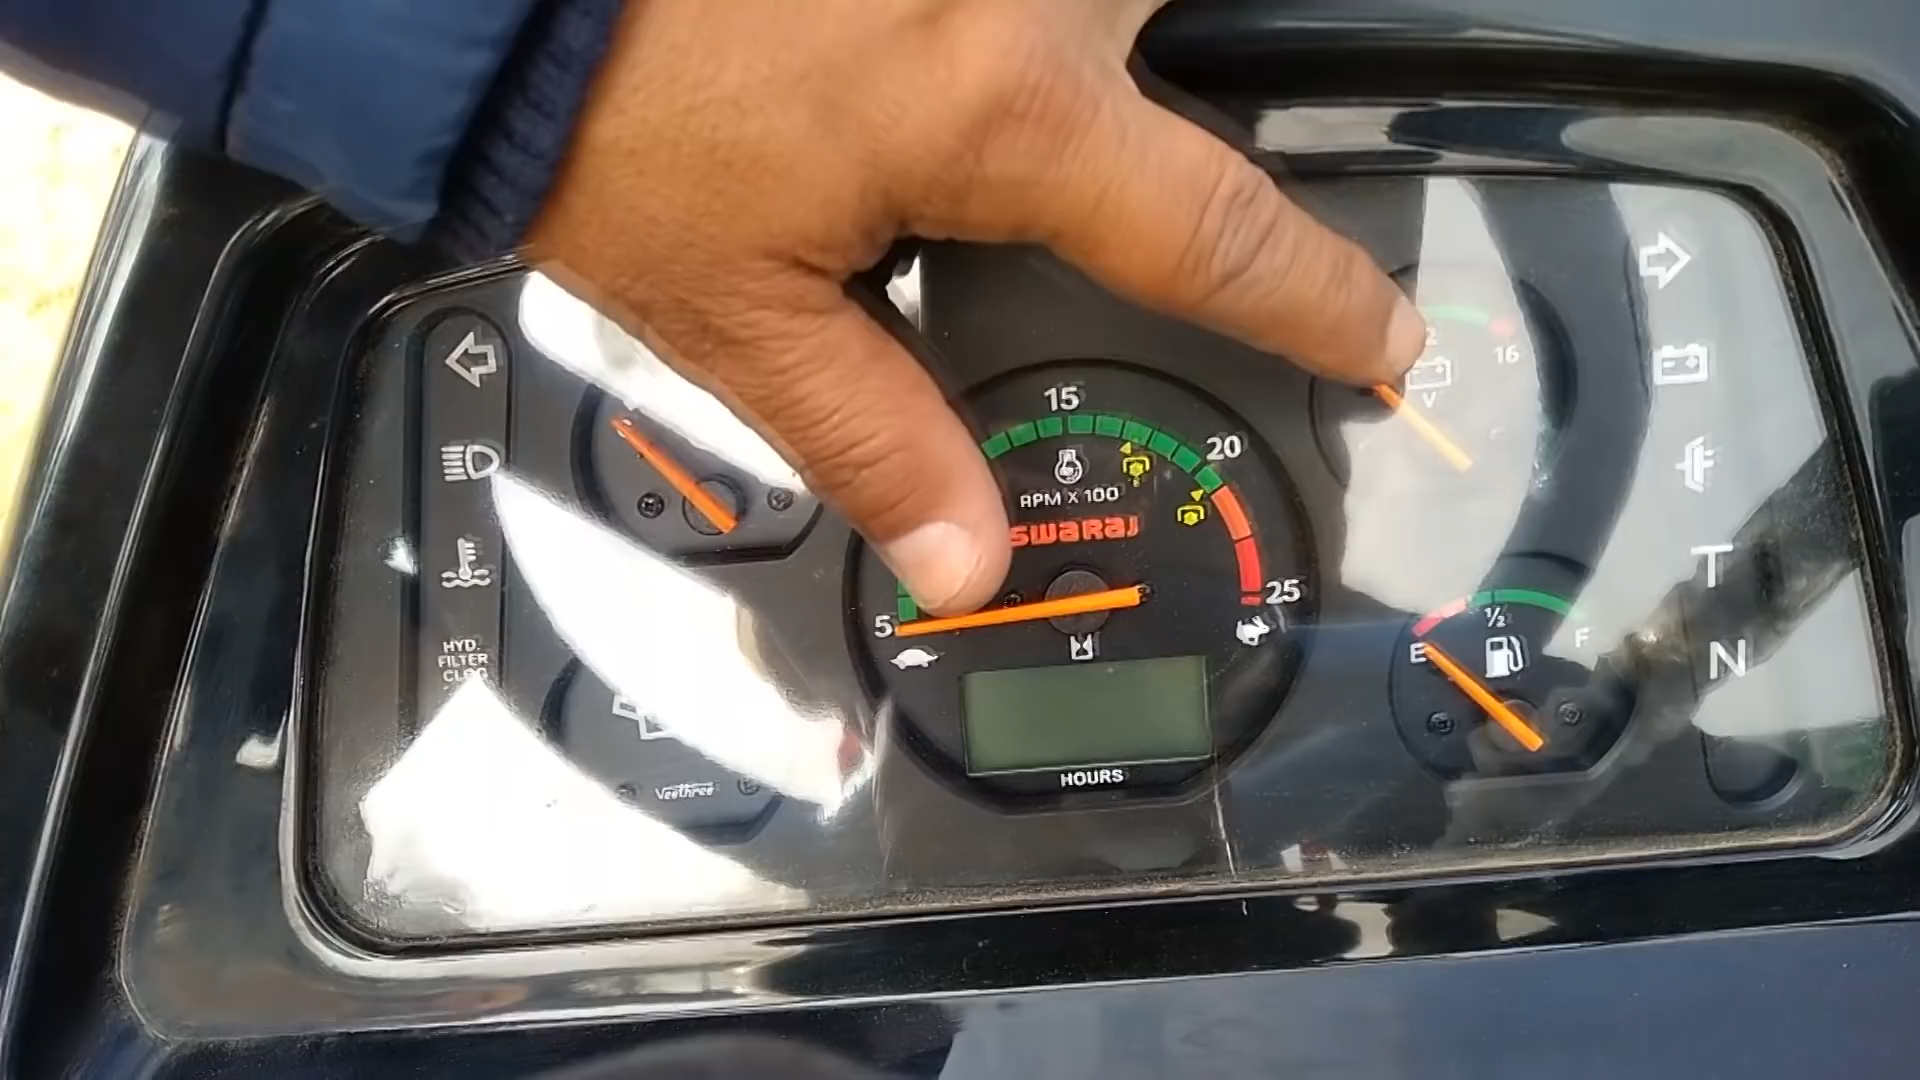 15
20
RPM X 100
SWARAJ
5
25
HOURS
HYD.
FILTER
CLOG
Veethree
16
V
1/2
E
F
T
N